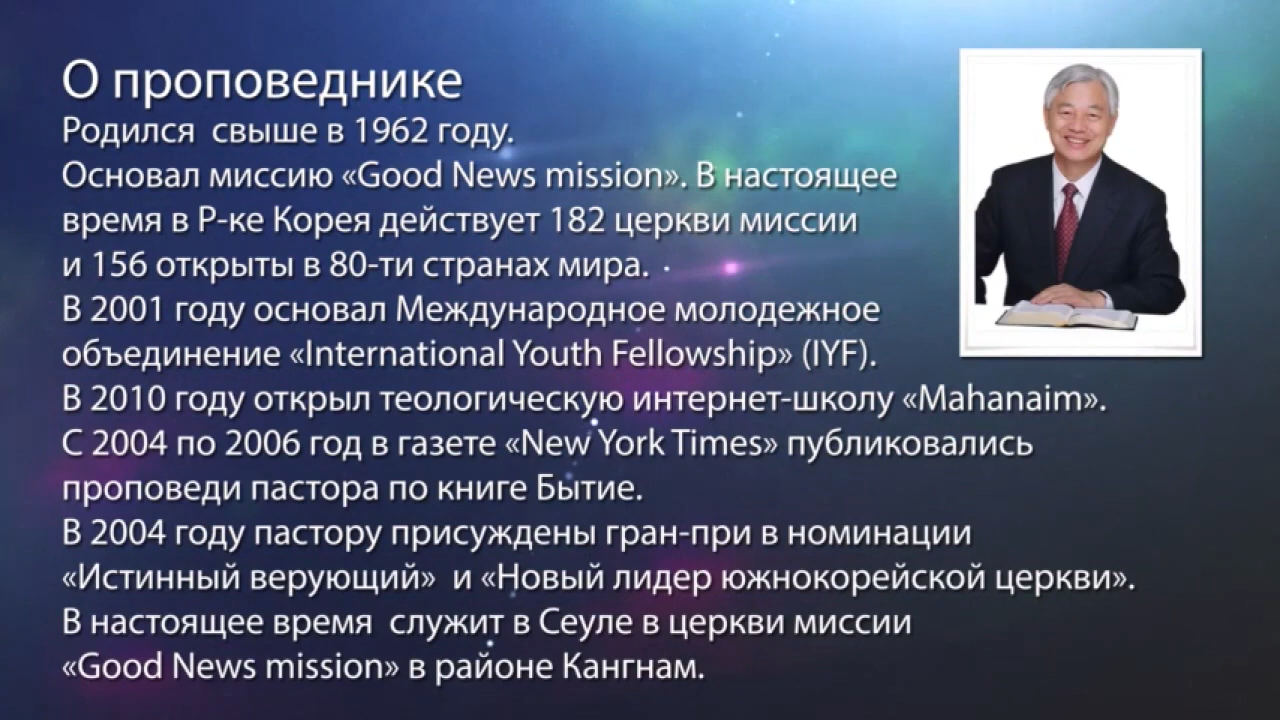 О проповеднике
Родился свыше в 1962 году.
Основал миссию «Good News mission». В настоящее
время в Р-ке Корея действует 182 церкви миссии
и 156 открыты в 80-ти странах мира.
В 2001 году основал Международное молодежное
объединение «International Youth Fellowship» (IYF).
В 2010 году открыл теологическую интернет-школу «Mahanaim».
С 2004 по 2006 год в газете «New York Times» публиковались
проповеди пастора по книге Бытие.
В 2004 году пастору присуждены гран-при в номинации
«Истинный верующий» и «Новый лидер южнокорейской церкви».
В настоящее время служит в Сеуле в церкви миссии
«Good News mission» в районе Кангнам.